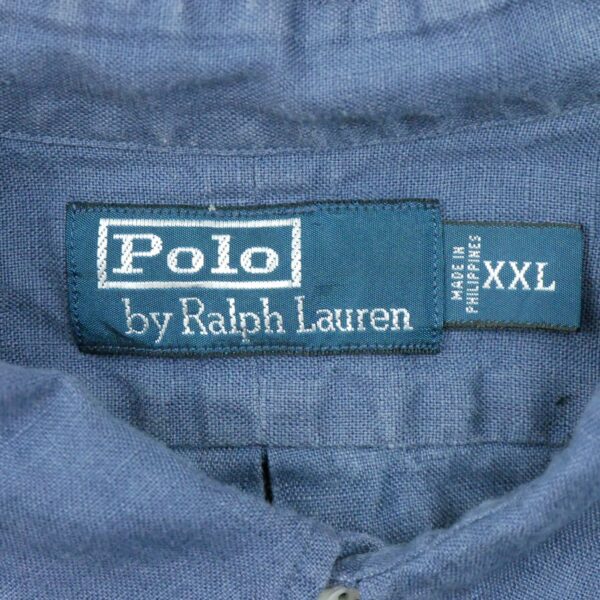 Polo
by Ralph Lauren
MADE IN
PHILIPPINES
XXL